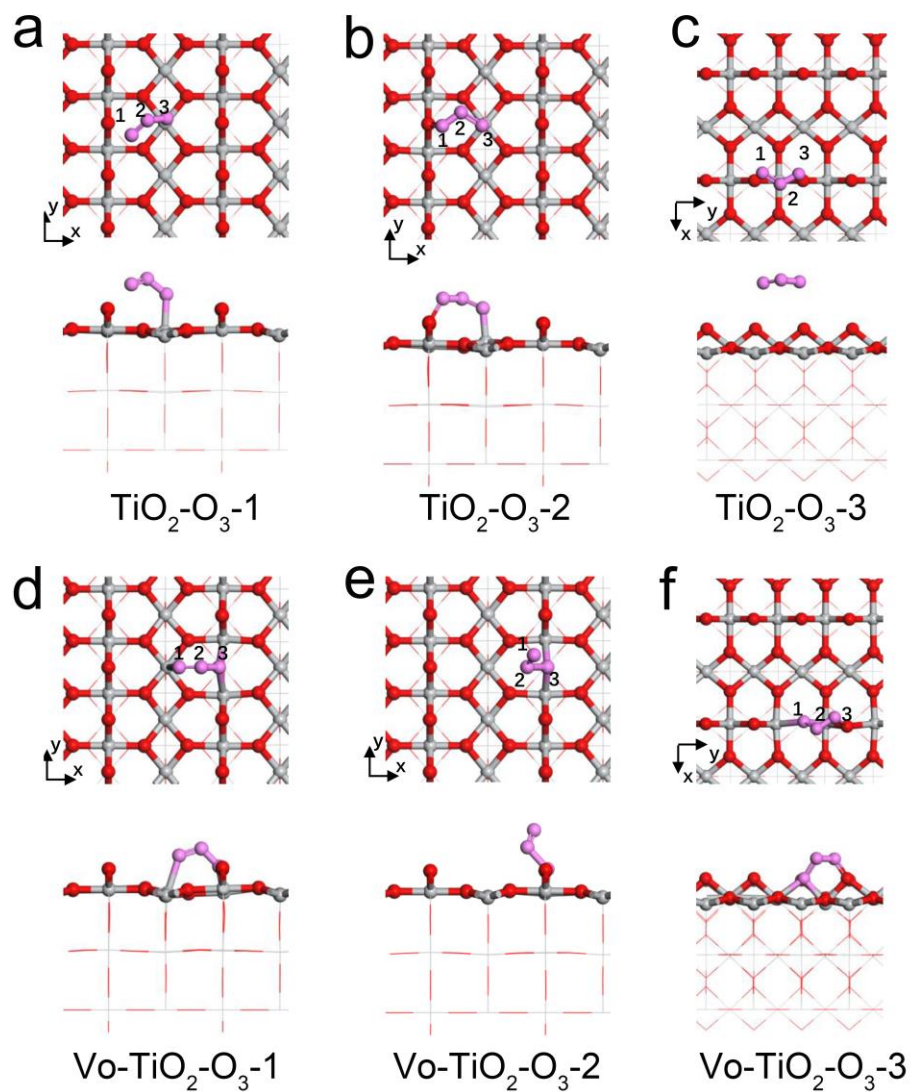 a
b
c
1 2 3
1 2 3
1 3
2
y
x
y
x
y
x
TiO₂-O₃-1
TiO₂-O₃-2
TiO₂-O₃-3
d
e
f
1 2 3
1
2 3
1 2 3
y
x
y
x
y
x
Vo-TiO₂-O₃-1
Vo-TiO₂-O₃-2
Vo-TiO₂-O₃-3